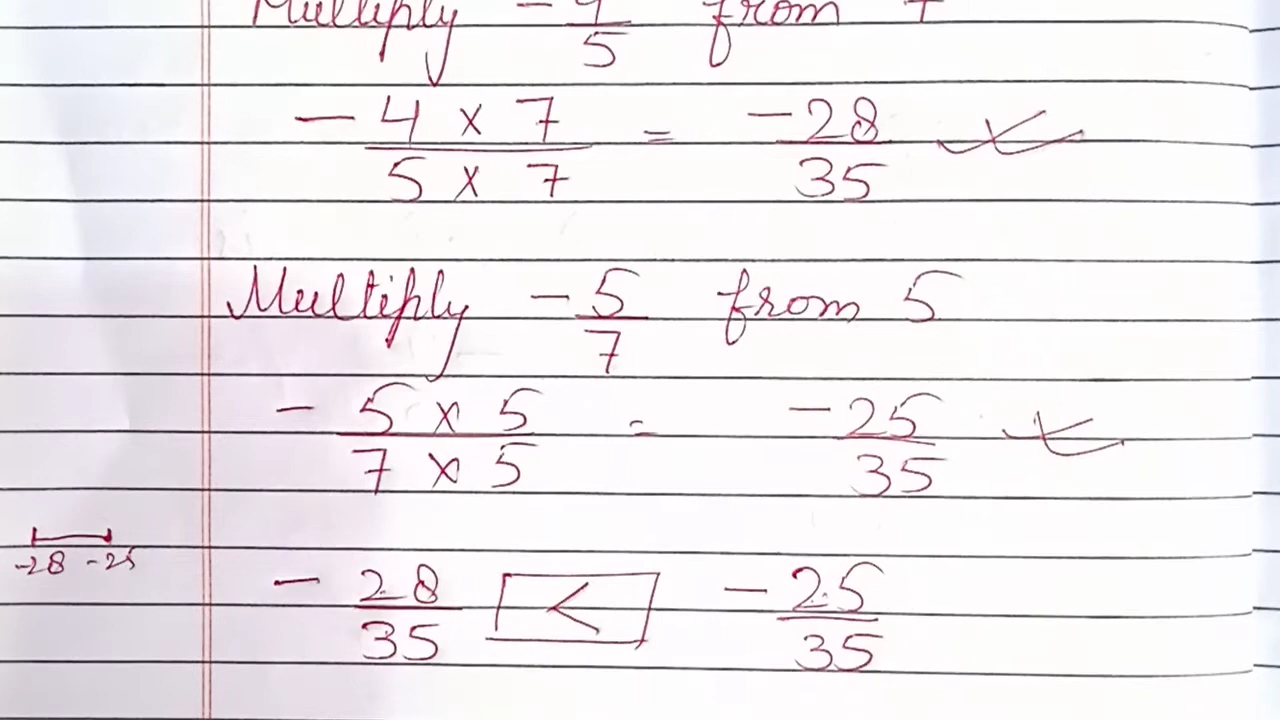 Multiply -4/5 from 7
- 4 x 7 / 5 x 7 = -28/35
Multiply -5/7 from 5
- 5 x 5 / 7 x 5 = -25/35
-28 -25
- 28/35 < - 25/35